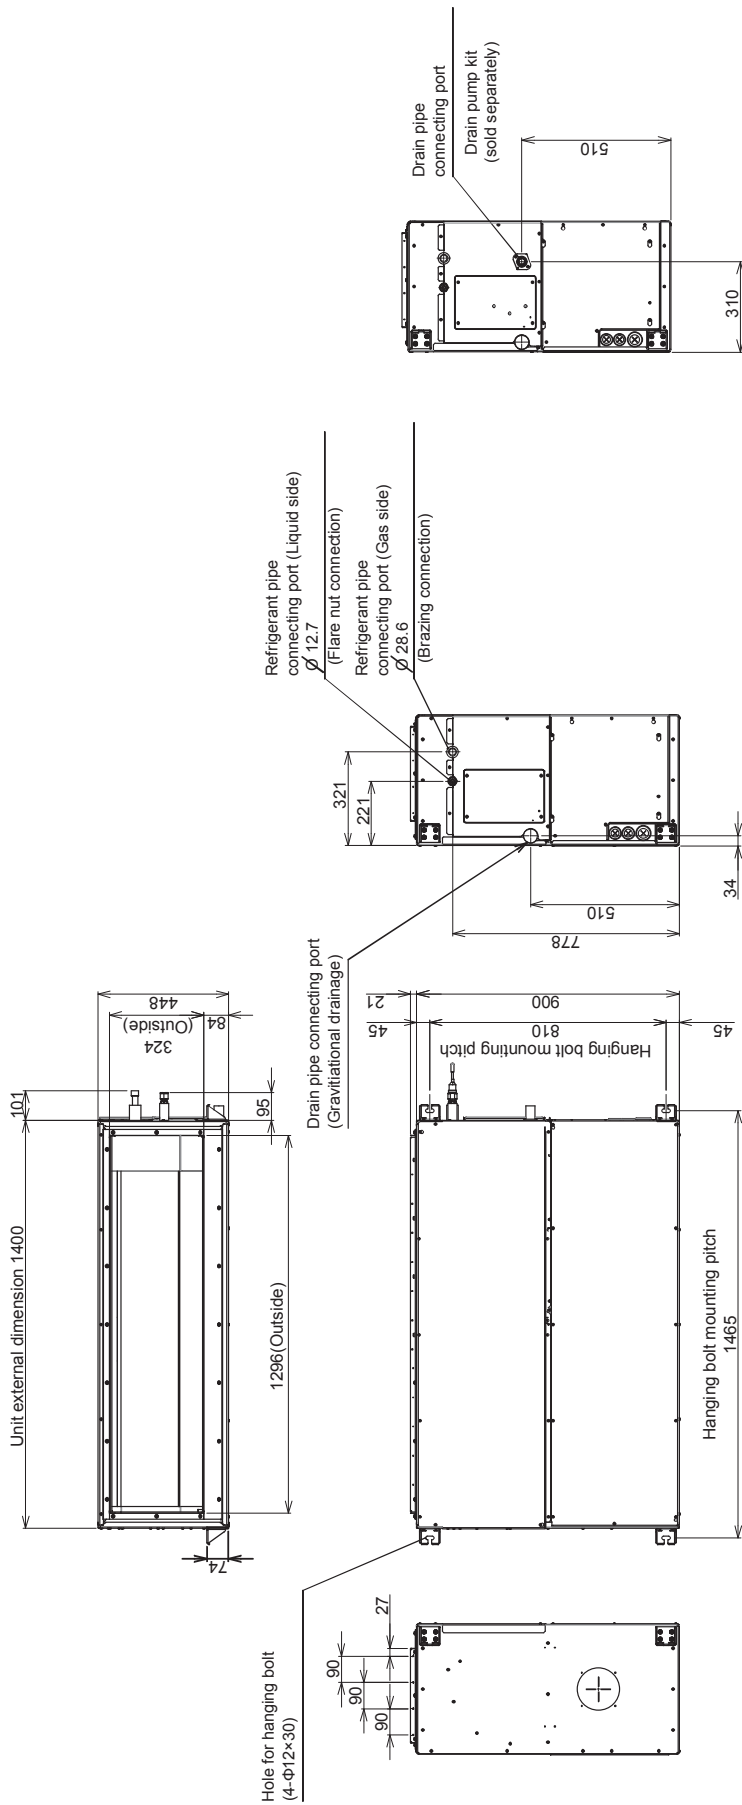 Drain pipe
connecting port
Drain pump kit
(sold separately)
510
310
Refrigerant pipe
connecting port (Liquid side)
Ø 12.7
(Flare nut connection)
Refrigerant pipe
connecting port (Gas side)
Ø 28.6
(Brazing connection)
321
221
34
510
778
Drain pipe connecting port
(Gravitiational drainage)
448
324
(Outside)
84
101
95
Unit external dimension 1400
1296(Outside)
74
21
45
900
810
Hanging bolt mounting pitch
45
Hanging bolt mounting pitch
1465
Hole for hanging bolt
(4-Φ12×30)
27
90
90
90